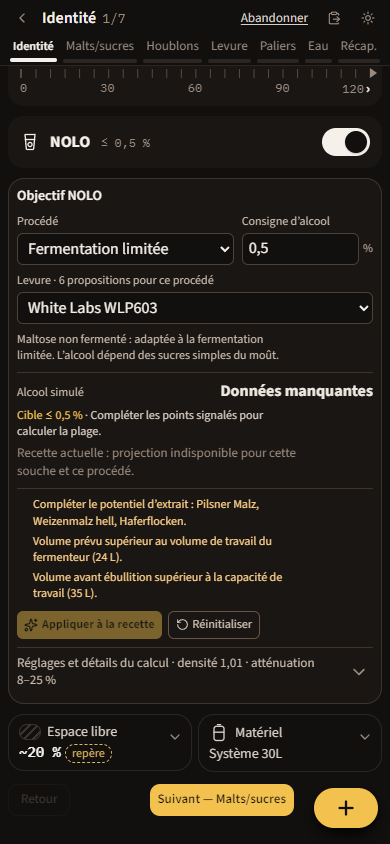 Identité 1/7
Abandonner
Identité Malts/sucres Houblons Levure Paliers Eau Récap.
0 30 60 90 120
NOLO ≤ 0,5 %
Objectif NOLO
Procédé Consigne d'alcool
Fermentation limitée 0,5 %
Levure · 6 propositions pour ce procédé
White Labs WLP603
Maltose non fermenté : adaptée à la fermentation
limitée. L'alcool dépend des sucres simples du moût.
Alcool simulé Données manquantes
Cible ≤ 0,5 % · Compléter les points signalés pour
calculer la plage.
Recette actuelle : projection indisponible pour cette
souche et ce procédé.
Compléter le potentiel d'extrait : Pilsner Malz,
Weizenmalz hell, Haferflocken.
Volume prévu supérieur au volume de travail du
fermenteur (24 L).
Volume avant ébullition supérieur à la capacité de
travail (35 L).
Appliquer à la recette Réinitialiser
Réglages et détails du calcul · densité 1,01 · atténuation
8–25 %
Espace libre Matériel
~20 % repère Système 30L
Retour Suivant — Malts/sucres +